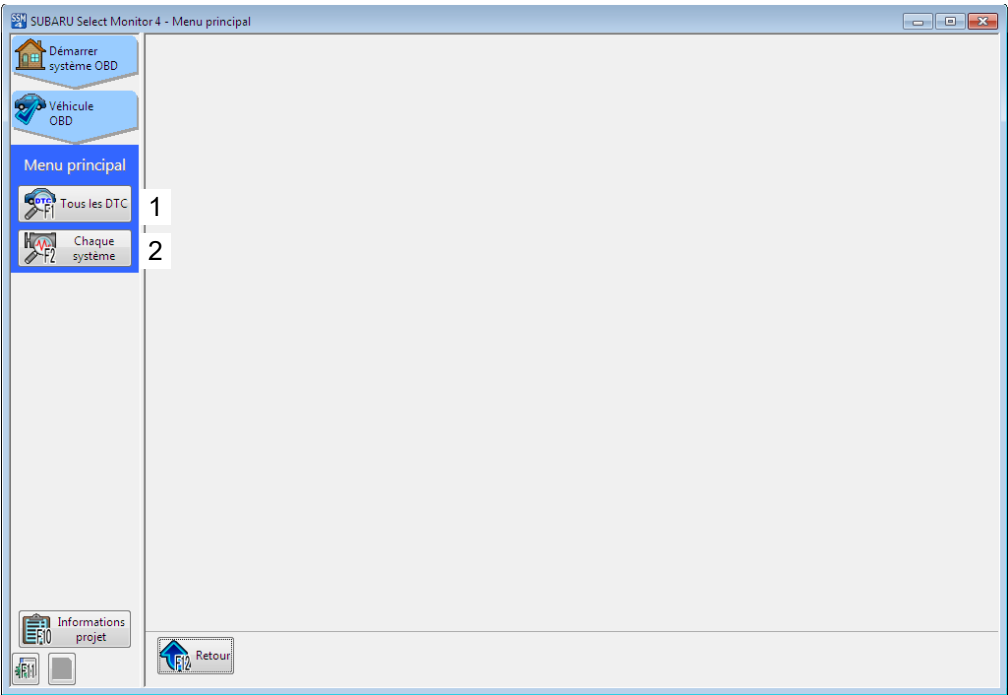 SUBARU Select Monitor 4 - Menu principal
Démarrer
système OBD
Véhicule
OBD
Menu principal
DTC
F1
Tous les DTC
1
F2
Chaque
système
2
F10
Informations
projet
F11
F12
Retour